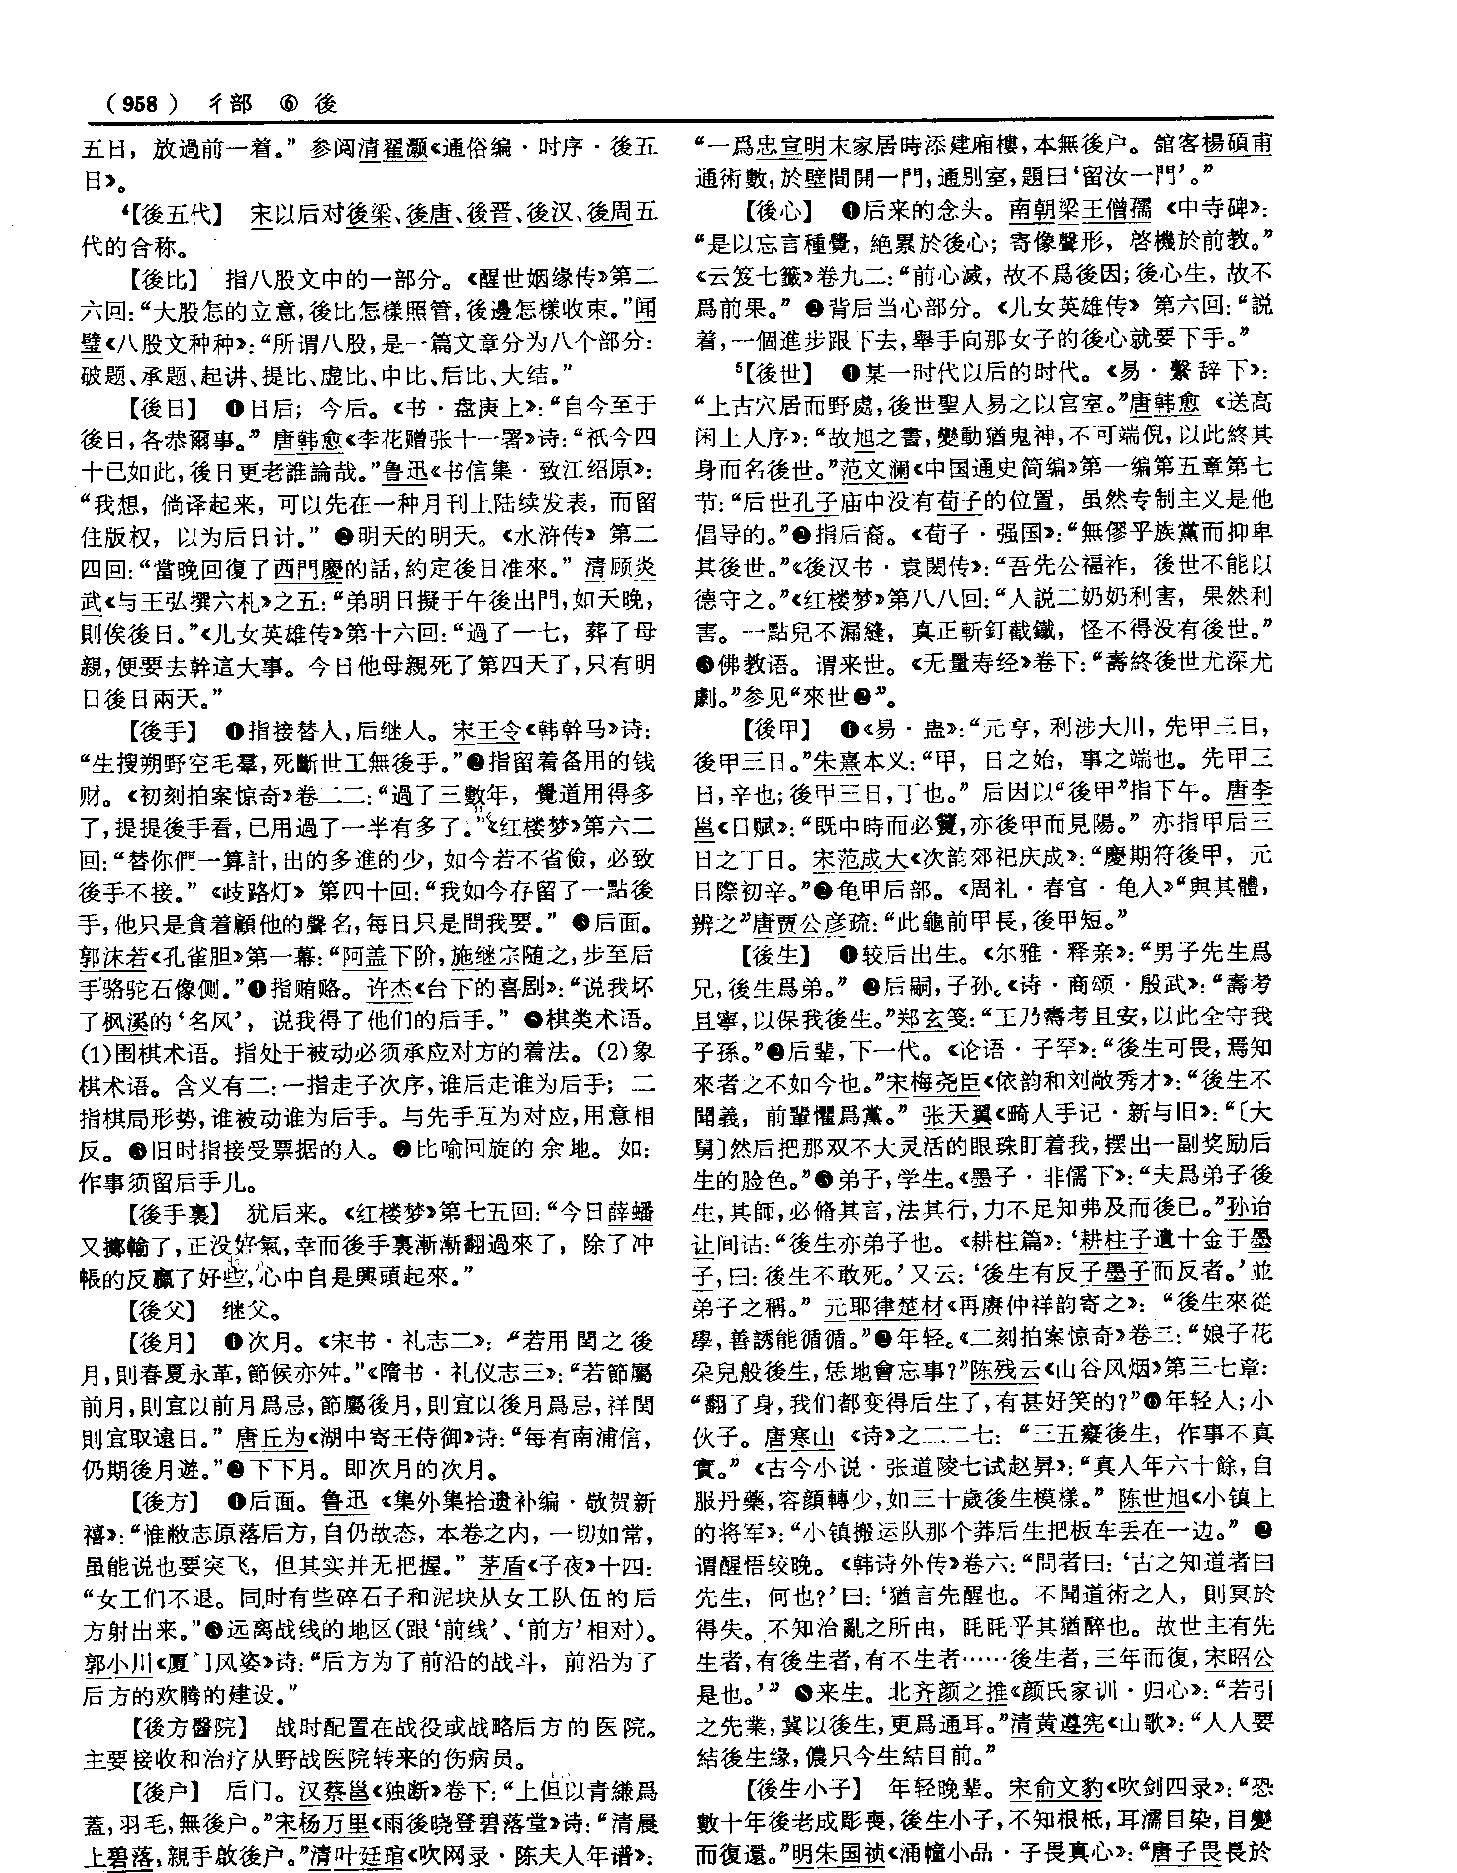 （958） 彳部 ⑥ 後
五日，放過前一着。”参阅清翟灏《通俗编·时序·後五
日》。
⁴【後五代】 宋以后对後梁、後唐、後晋、後汉、後周五
代的合称。
【後比】 指八股文中的一部分。《醒世姻缘传》第二
六回：“大股怎的立意，後比怎樣照管，後邊怎樣收束。”闻
璧《八股文种种》：“所谓八股，是一篇文章分为八个部分：
破题、承题、起讲、提比、虚比、中比、后比、大结。”
【後日】 ❶日后；今后。《书·盘庚上》：“自今至于
後日，各恭爾事。”唐韩愈《李花赠张十一署》诗：“祇今四
十已如此，後日更老誰論哉。”鲁迅《书信集·致江绍原》：
“我想，倘译起来，可以先在一种月刊上陆续发表，而留
住版权，以为后日计。”❷明天的明天。《水浒传》第二
四回：“當晚回復了西門慶的話，約定後日准來。”清顾炎
武《与王弘撰六札》之五：“弟明日擬于午後出門，如天晚，
則俟後日。”《儿女英雄传》第十六回：“過了一七，葬了母
親，便要去幹這大事。今日他母親死了第四天了，只有明
日後日兩天。”
【後手】 ❶指接替人，后继人。宋王令《韩幹马》诗：
“生搜朔野空毛羣，死斷世工無後手。”❷指留着备用的钱
财。《初刻拍案惊奇》卷二二：“過了三數年，覺道用得多
了，提提後手看，已用過了一半有多了。”《红楼梦》第六二
回：“替你們一算計，出的多進的少，如今若不省儉，必致
後手不接。”《歧路灯》第四十回：“我如今存留了一點後
手，他只是貪着顧他的聲名，每日只是問我要。”❸后面。
郭沫若《孔雀胆》第一幕：“阿盖下阶，施继宗随之，步至后
手骆驼石像侧。”❹指贿赂。许杰《台下的喜剧》：“说我坏
了枫溪的‘名风’，说我得了他们的后手。”❺棋类术语。
(1)围棋术语。指处于被动必须承应对方的着法。(2)象
棋术语。含义有二：一指走子次序，谁后走谁为后手；二
指棋局形势，谁被动谁为后手。与先手互为对应，用意相
反。❻旧时指接受票据的人。❼比喻回旋的余地。如：
作事须留后手儿。
【後手裏】 犹后来。《红楼梦》第七五回：“今日薛蟠
又擲輸了，正没好氣，幸而後手裏漸漸翻過來了，除了冲
帳的反贏了好些，心中自是興頭起來。”
【後父】 继父。
【後月】 ❶次月。《宋书·礼志二》：“若用閏之後
月，則春夏永革，節候亦舛。”《隋书·礼仪志三》：“若節屬
前月，則宜以前月爲忌，節屬後月，則宜以後月爲忌，祥閏
則宜取遠日。”唐丘为《湖中寄王侍御》诗：“每有南浦信，
仍期後月遊。”❷下下月。即次月的次月。
【後方】 ❶后面。鲁迅《集外集拾遗补编·敬贺新
禧》：“惟敝志原落后方，自仍故态，本卷之内，一切如常，
虽能说也要突飞，但其实并无把握。”茅盾《子夜》十四：
“女工们不退。同时有些碎石子和泥块从女工队伍的后
方射出来。”❷远离战线的地区(跟‘前线’、‘前方’相对)。
郭小川《厦门风姿》诗：“后方为了前沿的战斗，前沿为了
后方的欢腾的建设。”
【後方醫院】 战时配置在战役或战略后方的医院。
主要接收和治疗从野战医院转来的伤病员。
【後户】 后门。汉蔡邕《独断》卷下：“上但以青縑爲
蓋，羽毛，無後户。”宋杨万里《雨後晓登碧落堂》诗：“清晨
上碧落，親手啟後户。”清叶廷琯《吹网录·陈夫人年谱》：
“一爲忠宣明末家居時添建廂樓，本無後户。舘客楊碩甫
通術數，於壁間開一門，通别室，題曰‘留汝一門’。”
【後心】 ❶后来的念头。南朝梁王僧孺《中寺碑》：
“是以忘言種覺，絶累於後心；寄像聲形，啓機於前教。”
《云笈七籤》卷九二：“前心滅，故不爲後因；後心生，故不
爲前果。”❷背后当心部分。《儿女英雄传》第六回：“説
着，一個進步跟下去，舉手向那女子的後心就要下手。”
⁵【後世】 ❶某一时代以后的时代。《易·繫辞下》：
“上古穴居而野處，後世聖人易之以宫室。”唐韩愈《送高
闲上人序》：“故旭之書，變動猶鬼神，不可端倪，以此終其
身而名後世。”范文澜《中国通史简编》第一编第五章第七
节：“后世孔子庙中没有荀子的位置，虽然专制主义是他
倡导的。”❷指后裔。《荀子·强国》：“無僇乎族黨而抑卑
其後世。”《後汉书·袁閎传》：“吾先公福祚，後世不能以
德守之。”《红楼梦》第八八回：“人説二奶奶利害，果然利
害。一點兒不漏縫，真正斬釘截鐵，怪不得没有後世。”
❸佛教语。谓来世。《无量寿经》卷下：“壽終後世尤深尤
劇。”参见“來世❷”。
【後甲】 ❶《易·蛊》：“元亨，利涉大川，先甲三日，
後甲三日。”朱熹本义：“甲，日之始，事之端也。先甲三
日，辛也；後甲三日，丁也。”后因以“後甲”指下午。唐李
邕《日赋》：“既中時而必𩰚，亦後甲而見陽。”亦指甲后三
日之丁日。宋范成大《次韵郊祀庆成》：“慶期符後甲，元
日際初辛。”❷龟甲后部。《周礼·春官·龟人》“與其體，
辨之”唐贾公彦疏：“此龜前甲長，後甲短。”
【後生】 ❶较后出生。《尔雅·释亲》：“男子先生爲
兄，後生爲弟。”❷后嗣，子孙。《诗·商颂·殷武》：“壽考
且寧，以保我後生。”郑玄笺：“王乃壽考且安，以此全守我
子孫。”❸后辈，下一代。《论语·子罕》：“後生可畏，焉知
來者之不如今也。”宋梅尧臣《依韵和刘敞秀才》：“後生不
聞義，前輩懼爲黨。”张天翼《畸人手记·新与旧》：“〔大
舅〕然后把那双不大灵活的眼珠盯着我，摆出一副奖励后
生的脸色。”❹弟子，学生。《墨子·非儒下》：“夫爲弟子後
生，其師，必脩其言，法其行，力不足知弗及而後已。”孙诒
让间诂：“後生亦弟子也。《耕柱篇》：‘耕柱子遺十金于墨
子，曰：後生不敢死。’又云：‘後生有反子墨子而反者。’並
弟子之稱。”元耶律楚材《再赓仲祥韵寄之》：“後生來從
學，善誘能循循。”❺年轻。《二刻拍案惊奇》卷三：“娘子花
朶兒般後生，恁地會忘事？”陈残云《山谷风烟》第三七章：
“翻了身，我们都变得后生了，有甚好笑的？”❻年轻人；小
伙子。唐寒山《诗》之二二七：“三五癡後生，作事不真
實。”《古今小说·张道陵七试赵昇》：“真人年六十餘，自
服丹藥，容顔轉少，如三十歲後生模樣。”陈世旭《小镇上
的将军》：“小镇搬运队那个莽后生把板车丢在一边。”❼
谓醒悟较晚。《韩诗外传》卷六：“問者曰：‘古之知道者曰
先生，何也？’曰：‘猶言先醒也。不聞道術之人，則冥於
得失。不知治亂之所由，眊眊乎其猶醉也。故世主有先
生者，有後生者，有不生者……後生者，三年而復，宋昭公
是也。’”❽来生。北齐颜之推《颜氏家训·归心》：“若引
之先業，冀以後生，更爲通耳。”清黄遵宪《山歌》：“人人要
結後生緣，儂只今生結目前。”
【後生小子】 年轻晚辈。宋俞文豹《吹剑四录》：“恐
數十年後老成彫喪，後生小子，不知根柢，耳濡目染，日變
而復還。”明朱国祯《涌幢小品·子畏真心》：“唐子畏長於